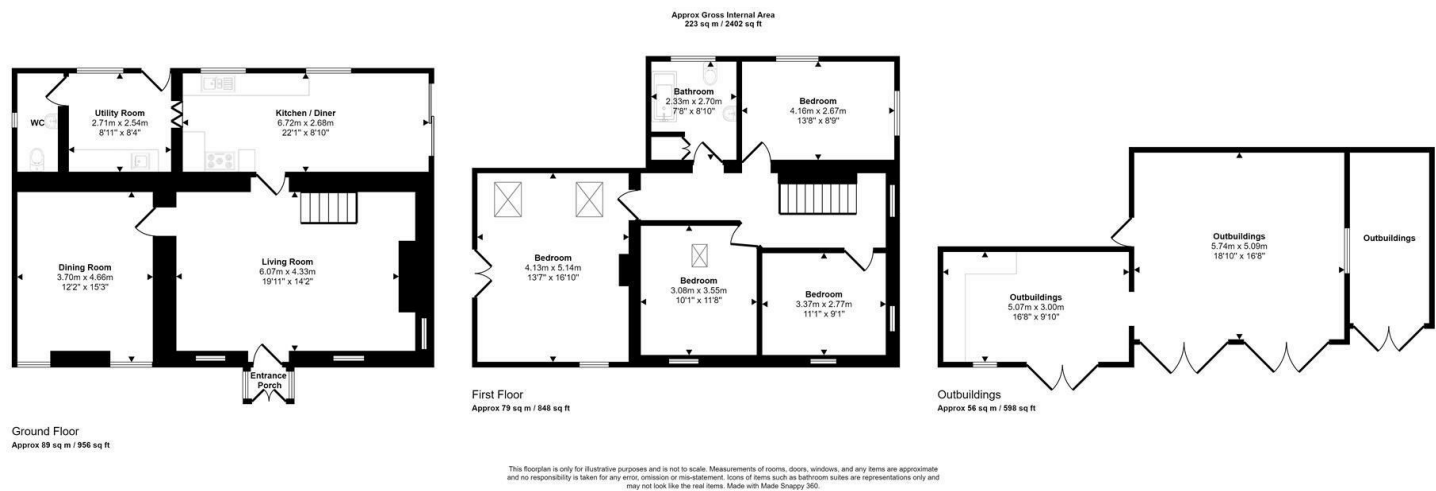 Approx Gross Internal Area
223 sq m / 2402 sq ft
WC
Utility Room
2.71m x 2.54m
8'11" x 8'4"
Kitchen / Diner
6.72m x 2.68m
22'1" x 8'10"
Dining Room
3.70m x 4.66m
12'2" x 15'3"
Living Room
6.07m x 4.33m
19'11" x 14'2"
Entrance
Porch
Ground Floor
Approx 89 sq m / 956 sq ft
Bathroom
2.33m x 2.70m
7'8" x 8'10"
Bedroom
4.16m x 2.67m
13'8" x 8'9"
Bedroom
4.13m x 5.14m
13'7" x 16'10"
Bedroom
3.08m x 3.55m
10'1" x 11'8"
Bedroom
3.37m x 2.77m
11'1" x 9'1"
First Floor
Approx 79 sq m / 848 sq ft
Outbuildings
5.74m x 5.09m
18'10" x 16'8"
Outbuildings
Outbuildings
5.07m x 3.00m
16'8" x 9'10"
Outbuildings
Approx 56 sq m / 598 sq ft
This floorplan is only for illustrative purposes and is not to scale. Measurements of rooms, doors, windows, and any items are approximate
and no responsibility is taken for any error, omission or mis-statement. Icons of items such as bathroom suites are representations only and
may not look like the real items. Made with Made Snappy 360.